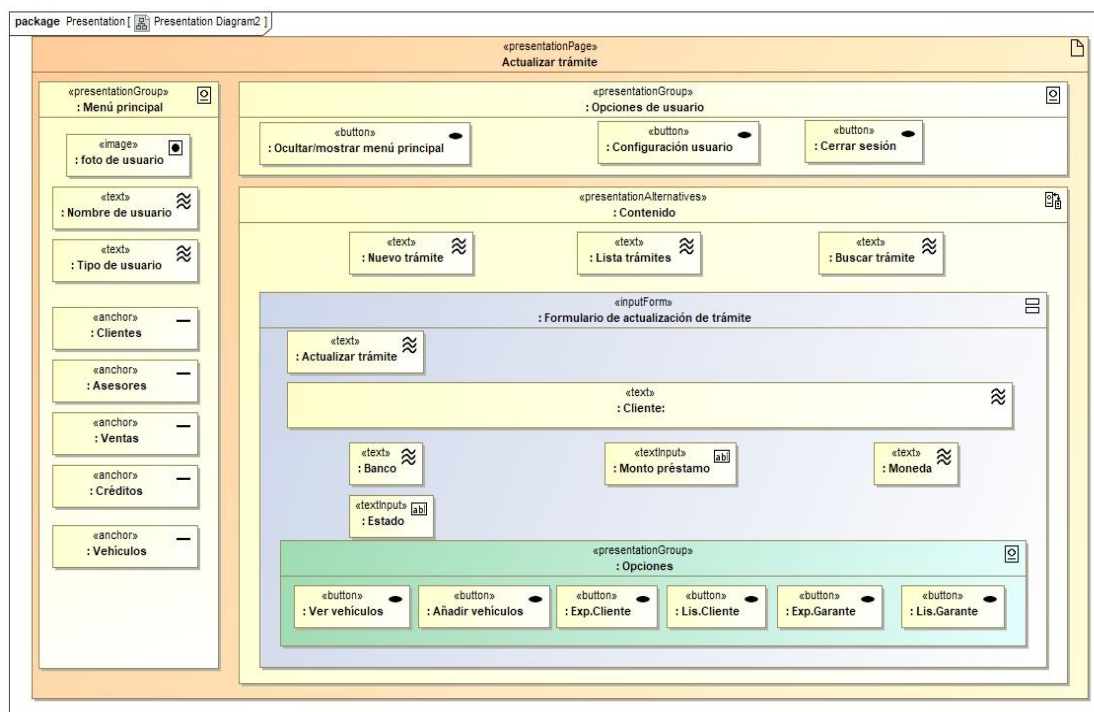 package Presentation [ Presentation Diagram2 ]
«presentationPage»
Actualizar trámite
«presentationGroup»
: Menú principal
«image»
: foto de usuario
«text»
: Nombre de usuario
«text»
: Tipo de usuario
«anchor»
: Clientes
«anchor»
: Asesores
«anchor»
: Ventas
«anchor»
: Créditos
«anchor»
: Vehículos
«presentationGroup»
: Opciones de usuario
«button»
: Ocultar/mostrar menú principal
«button»
: Configuración usuario
«button»
: Cerrar sesión
«presentationAlternatives»
: Contenido
«text»
: Nuevo trámite
«text»
: Lista trámites
«text»
: Buscar trámite
«inputForm»
: Formulario de actualización de trámite
«text»
: Actualizar trámite
«text»
: Cliente:
«text»
: Banco
«textInput» ab
: Monto préstamo
«text»
: Moneda
«textInput» ab
: Estado
«presentationGroup»
: Opciones
«button»
: Ver vehículos
«button»
: Añadir vehículos
«button»
: Exp.Cliente
«button»
: Lis.Cliente
«button»
: Exp.Garante
«button»
: Lis.Garante